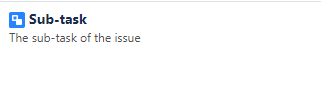 Sub-task
The sub-task of the issue